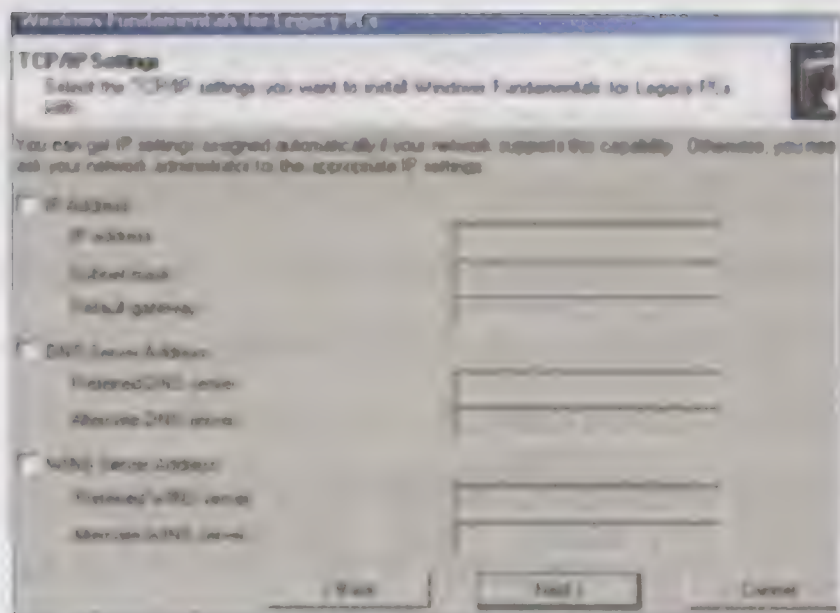 Windows Fundamentals for Legacy PCs
TCP/IP Settings
Select the TCP/IP settings you want to install Windows Fundamentals for Legacy PCs
with.
You can get IP settings assigned automatically if your network supports this capability. Otherwise, you nee
ask your network administrator for the appropriate IP settings.
IP Address
IP address
Subnet mask
Default gateway
DNS Server Address
Preferred DNS server
Alternate DNS server
WINS Server Address
Preferred WINS server
Alternate WINS server
< Back
Next >
Cancel